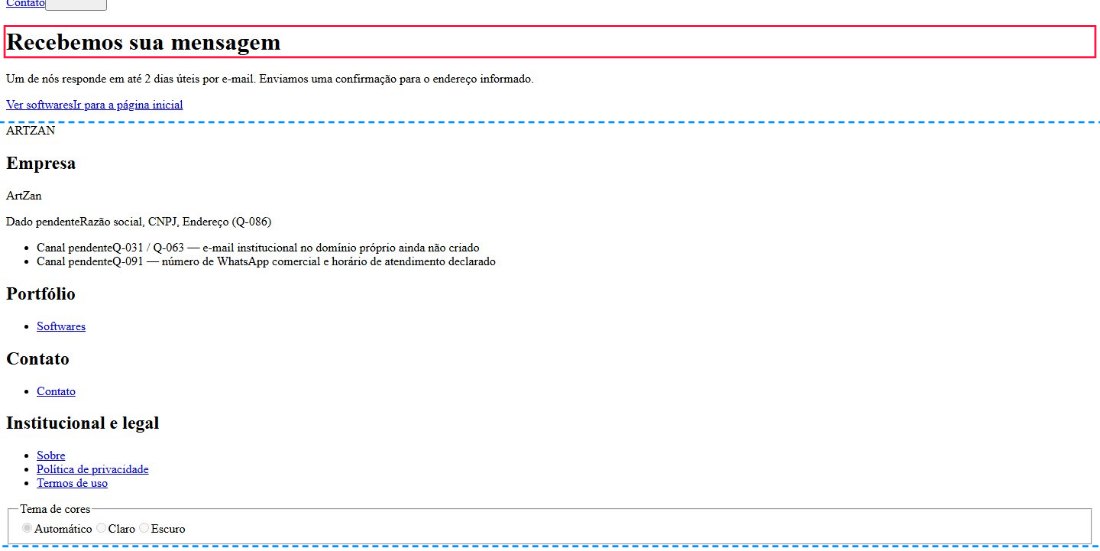 Contato
Recebemos sua mensagem
Um de nós responde em até 2 dias úteis por e-mail. Enviamos uma confirmação para o endereço informado.
Ver softwaresIr para a página inicial
ARTZAN
Empresa
ArtZan
Dado pendenteRazão social, CNPJ, Endereço (Q-086)
Canal pendenteQ-031 / Q-063 — e-mail institucional no domínio próprio ainda não criado
Canal pendenteQ-091 — número de WhatsApp comercial e horário de atendimento declarado
Portfólio
Softwares
Contato
Contato
Institucional e legal
Sobre
Política de privacidade
Termos de uso
Tema de cores
Automático Claro Escuro